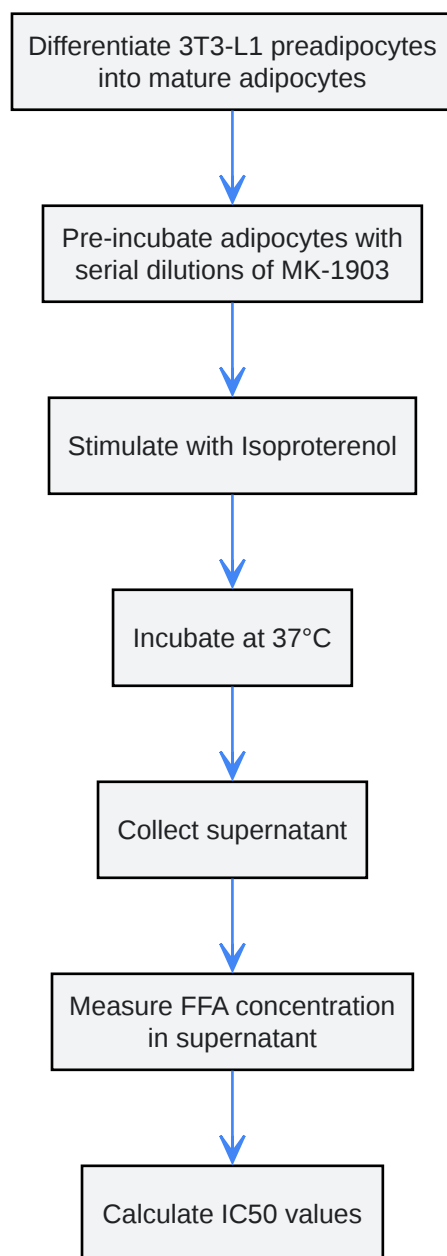 Differentiate 3T3-L1 preadipocytes
into mature adipocytes
Pre-incubate adipocytes with
serial dilutions of MK-1903
Stimulate with Isoproterenol
Incubate at 37°C
Collect supernatant
Measure FFA concentration
in supernatant
Calculate IC50 values